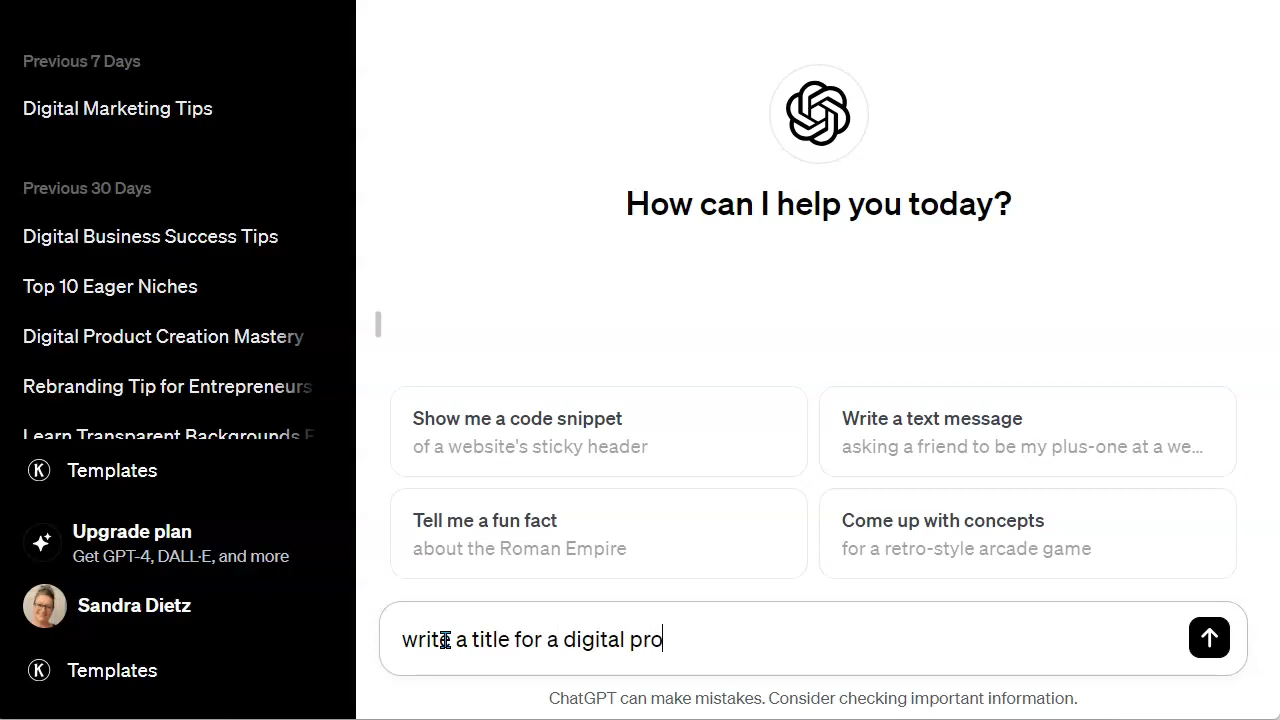 Previous 7 Days
Digital Marketing Tips
Previous 30 Days
Digital Business Success Tips
Top 10 Eager Niches
Digital Product Creation Mastery
Rebranding Tip for Entrepreneurs
Learn Transparent Backgrounds E
K Templates
Upgrade plan
Get GPT-4, DALL·E, and more
Sandra Dietz
K Templates
How can I help you today?
Show me a code snippet
of a website's sticky header
Write a text message
asking a friend to be my plus-one at a we...
Tell me a fun fact
about the Roman Empire
Come up with concepts
for a retro-style arcade game
write a title for a digital pro
ChatGPT can make mistakes. Consider checking important information.